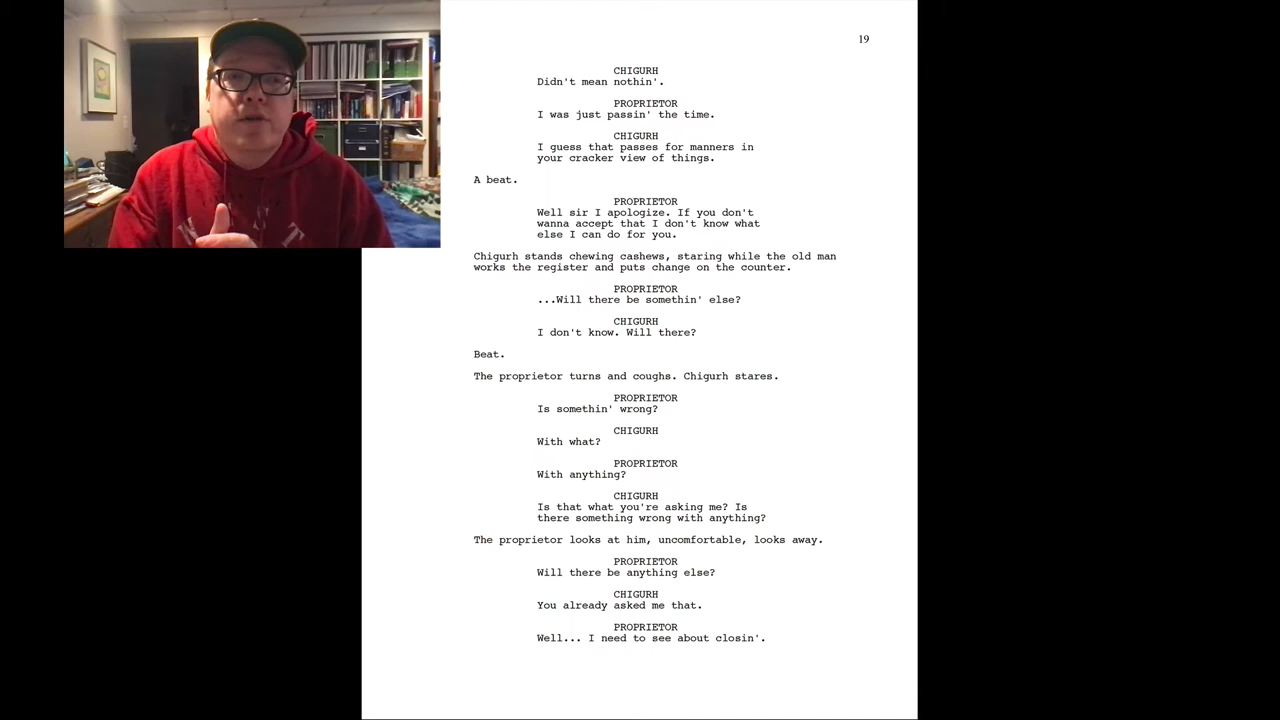 19
CHIGURH
Didn't mean nothin'.
PROPRIETOR
I was just passin' the time.
CHIGURH
I guess that passes for manners in
your cracker view of things.
A beat.
PROPRIETOR
Well sir I apologize. If you don't
wanna accept that I don't know what
else I can do for you.
Chigurh stands chewing cashews, staring while the old man
works the register and puts change on the counter.
PROPRIETOR
...Will there be somethin' else?
CHIGURH
I don't know. Will there?
Beat.
The proprietor turns and coughs. Chigurh stares.
PROPRIETOR
Is somethin' wrong?
CHIGURH
With what?
PROPRIETOR
With anything?
CHIGURH
Is that what you're asking me? Is
there something wrong with anything?
The proprietor looks at him, uncomfortable, looks away.
PROPRIETOR
Will there be anything else?
CHIGURH
You already asked me that.
PROPRIETOR
Well... I need to see about closin'.